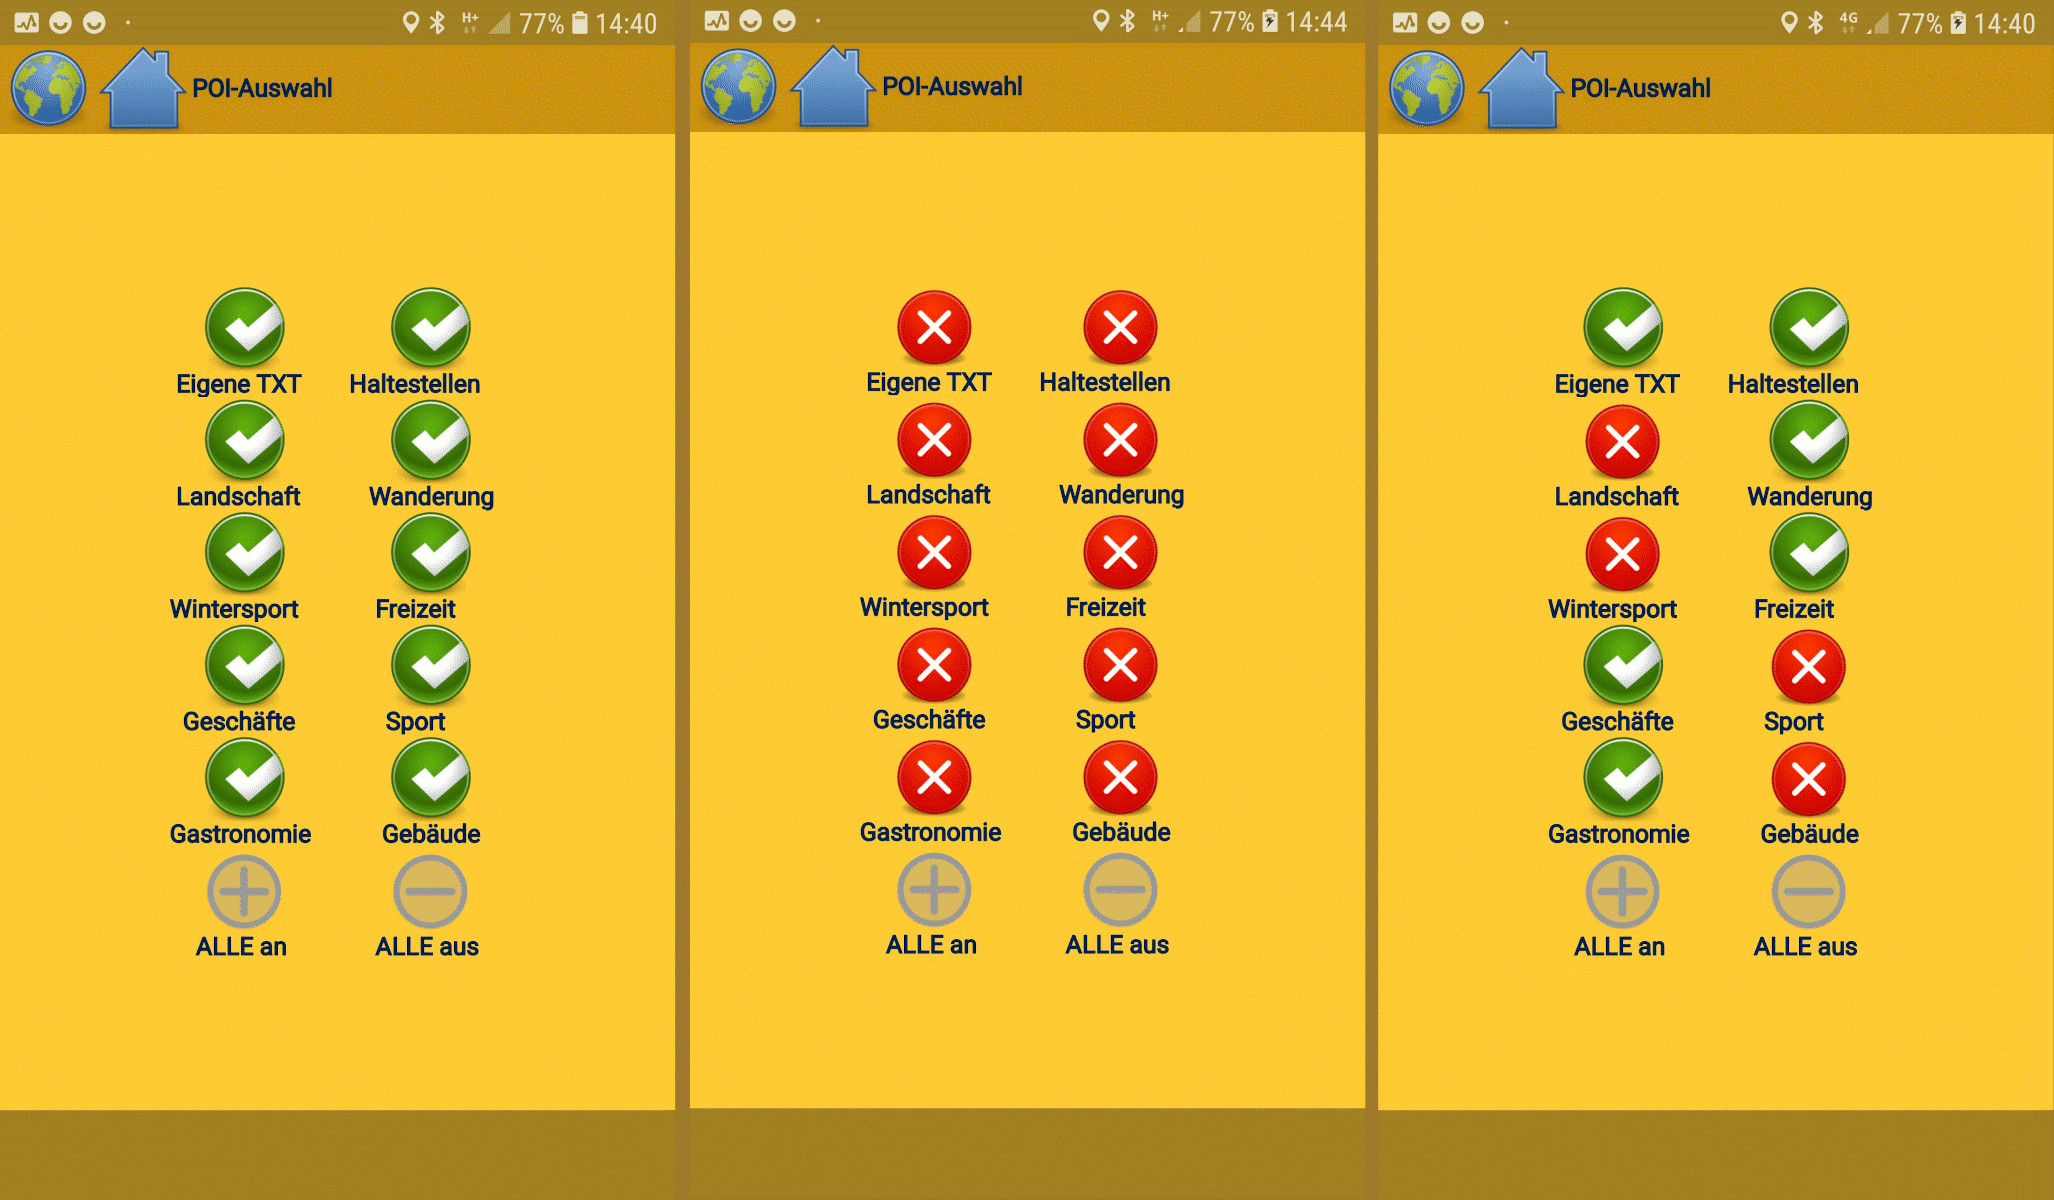 H+ 77% 14:40
POI-Auswahl
Eigene TXT Haltestellen
Landschaft Wanderung
Wintersport Freizeit
Geschäfte Sport
Gastronomie Gebäude
ALLE an ALLE aus
H+ 77% 14:44
POI-Auswahl
Eigene TXT Haltestellen
Landschaft Wanderung
Wintersport Freizeit
Geschäfte Sport
Gastronomie Gebäude
ALLE an ALLE aus
4G 77% 14:40
POI-Auswahl
Eigene TXT Haltestellen
Landschaft Wanderung
Wintersport Freizeit
Geschäfte Sport
Gastronomie Gebäude
ALLE an ALLE aus